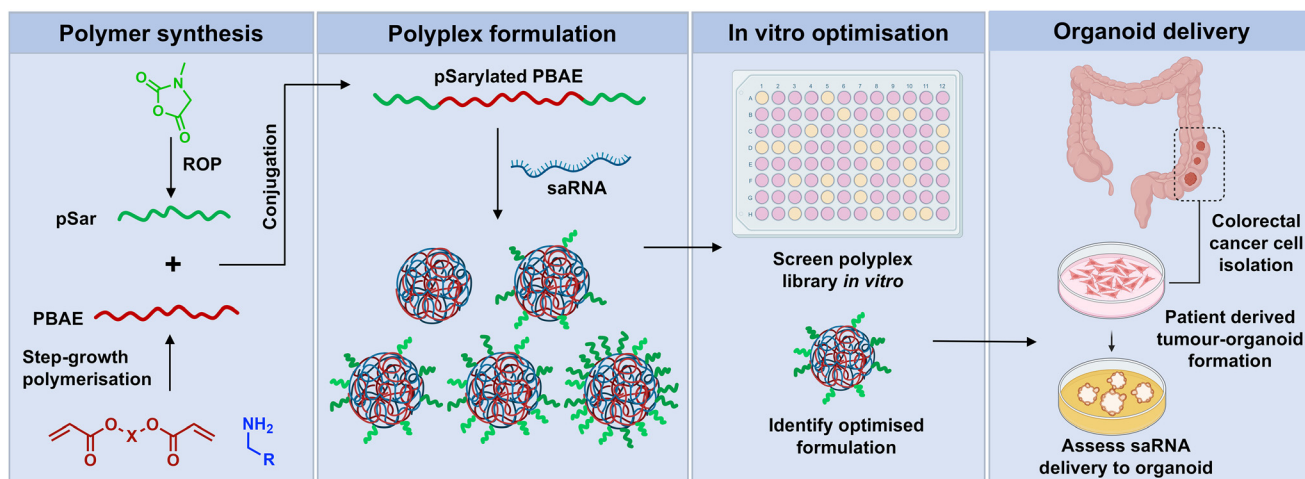 Polymer synthesis
O
N
O
O
ROP
pSar
+
PBAE
Step-growth
polymerisation
O
X
O
O
O
NH2
R
Conjugation
Polyplex formulation
pSarylated PBAE
saRNA
In vitro optimisation
1 2 3 4 5 6 7 8 9 10 11 12
A
B
C
D
E
F
G
H
Screen polyplex
library in vitro
Identify optimised
formulation
Organoid delivery
Colorectal
cancer cell
isolation
Patient derived
tumour-organoid
formation
Assess saRNA
delivery to organoid